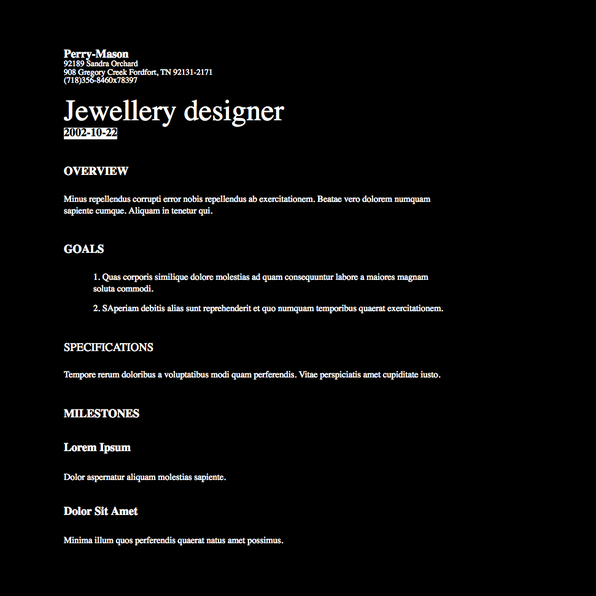 Perry-Mason
92189 Sandra Orchard
908 Gregory Creek Fordfort, TN 92131-2171
(718)356-8460x78397
Jewellery designer
2002-10-22
OVERVIEW
Minus repellendus corrupti error nobis repellendus ab exercitationem. Beatae vero dolorem numquam
sapiente cumque. Aliquam in tenetur qui.
GOALS
1. Quas corporis similique dolore molestias ad quam consequuntur labore a maiores magnam
soluta commodi.
2. SAperiam debitis alias sunt reprehenderit et quo numquam temporibus quaerat exercitationem.
SPECIFICATIONS
Tempore rerum doloribus a voluptatibus modi quam perferendis. Vitae perspiciatis amet cupiditate iusto.
MILESTONES
Lorem Ipsum
Dolor aspernatur aliquam molestias sapiente.
Dolor Sit Amet
Minima illum quos perferendis quaerat natus amet possimus.